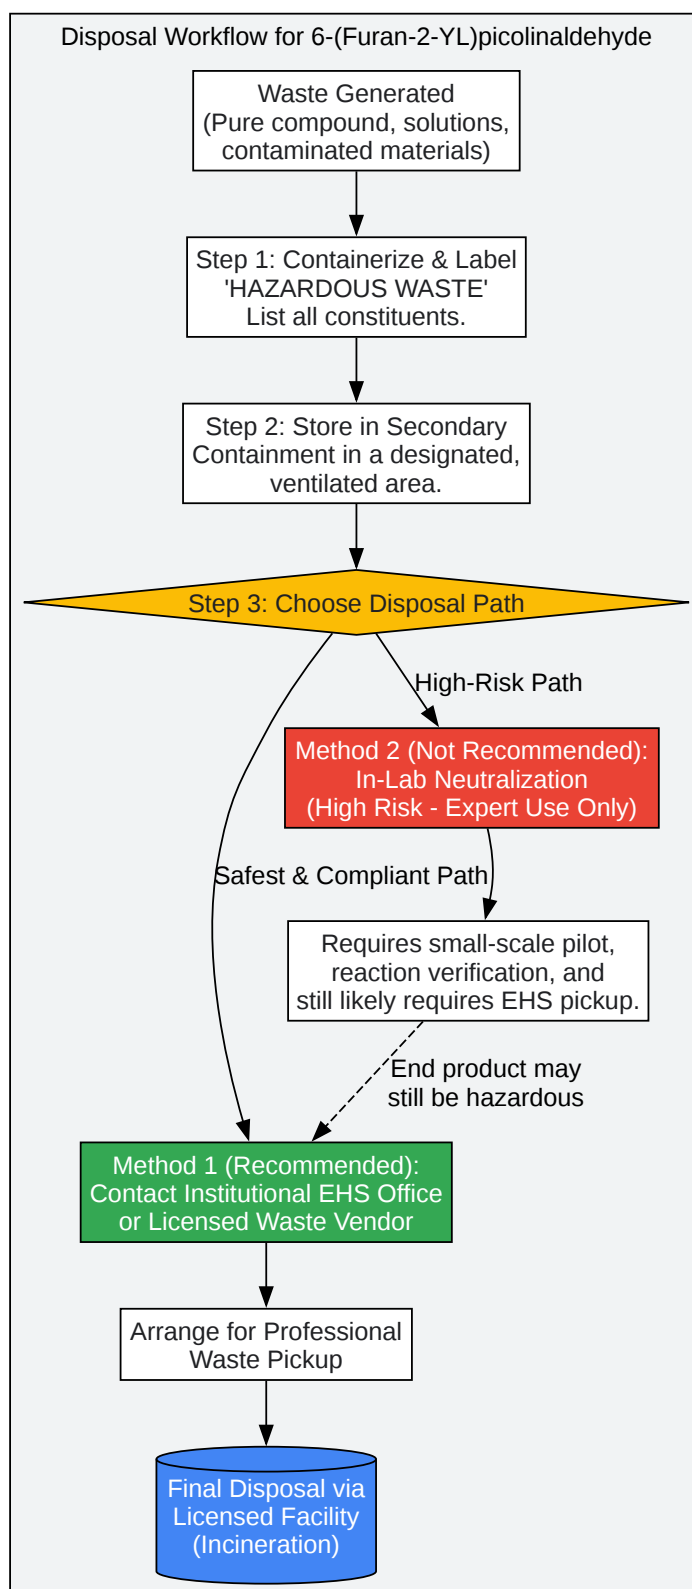 Disposal Workflow for 6-(Furan-2-YL)picolinaldehyde
Waste Generated
(Pure compound, solutions,
contaminated materials)
Step 1: Containerize & Label
'HAZARDOUS WASTE'
List all constituents.
Step 2: Store in Secondary
Containment in a designated,
ventilated area.
Step 3: Choose Disposal Path
High-Risk Path
Method 2 (Not Recommended):
In-Lab Neutralization
(High Risk - Expert Use Only)
Safest & Compliant Path
Requires small-scale pilot,
reaction verification, and
still likely requires EHS pickup.
End product may
still be hazardous
Method 1 (Recommended):
Contact Institutional EHS Office
or Licensed Waste Vendor
Arrange for Professional
Waste Pickup
Final Disposal via
Licensed Facility
(Incineration)